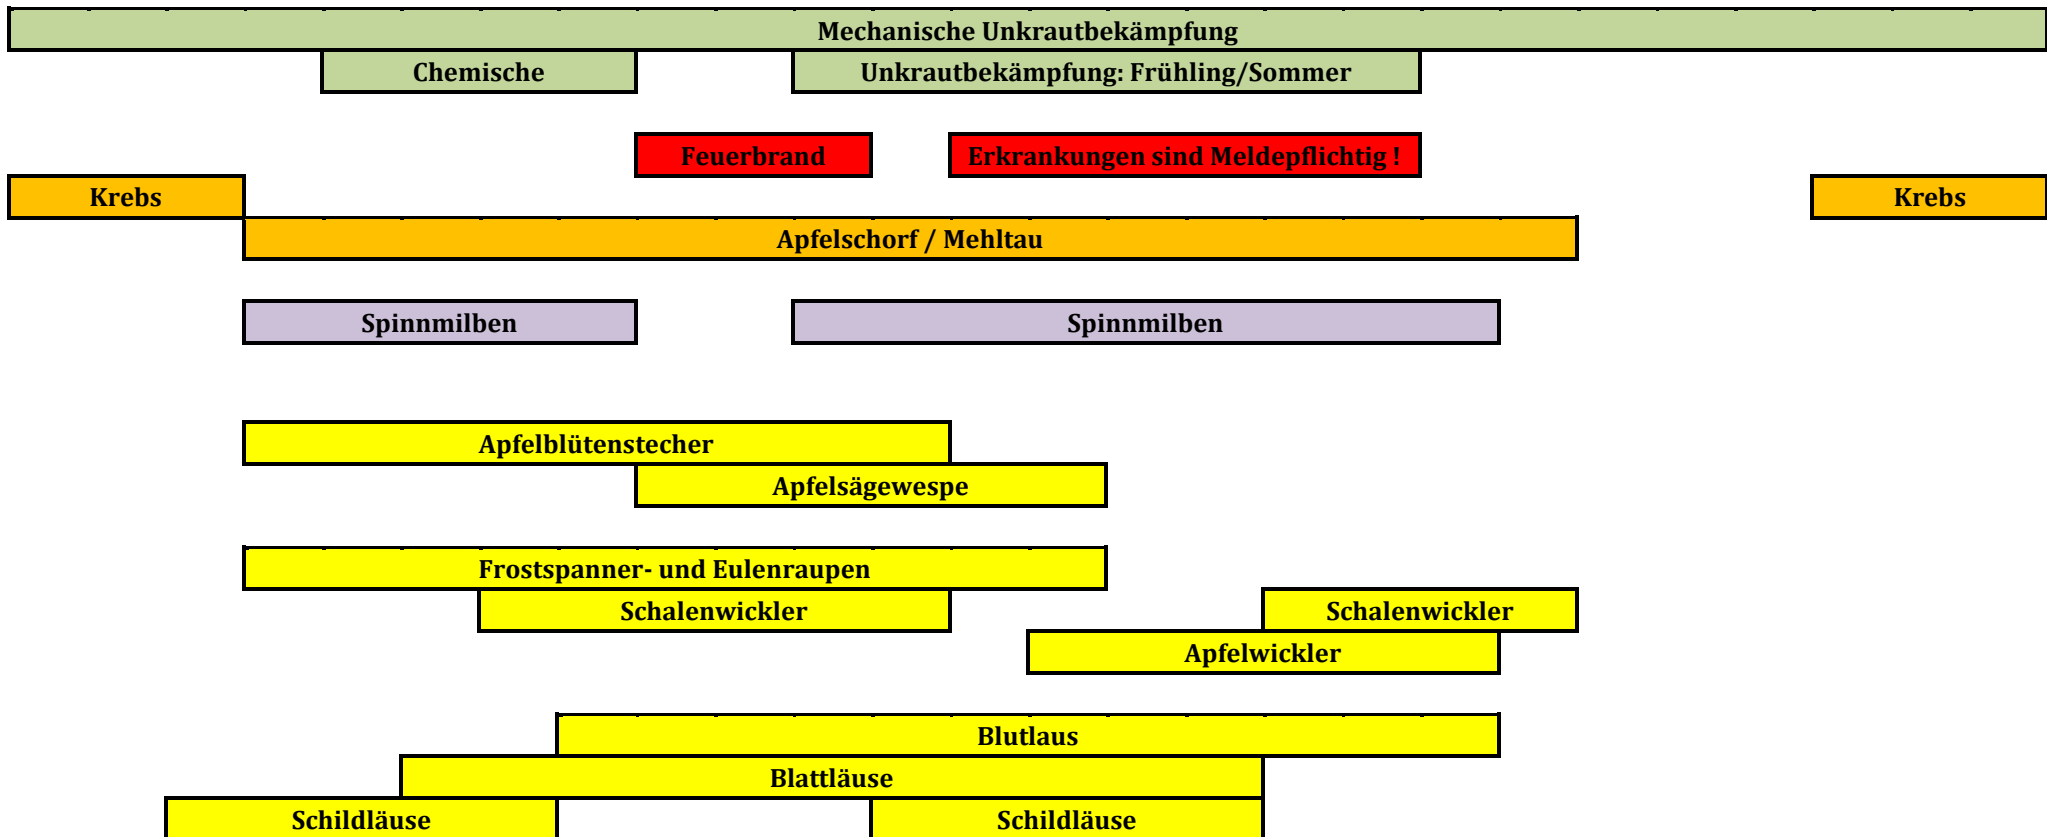 Mechanische Unkrautbekämpfung
Chemische
Unkrautbekämpfung: Frühling/Sommer
Feuerbrand
Erkrankungen sind Meldepflichtig !
Krebs
Krebs
Apfelschorf / Mehltau
Spinnmilben
Spinnmilben
Apfelblütenstecher
Apfelsägewespe
Frostspanner- und Eulenraupen
Schalenwickler
Schalenwickler
Apfelwickler
Blutlaus
Blattläuse
Schildläuse
Schildläuse